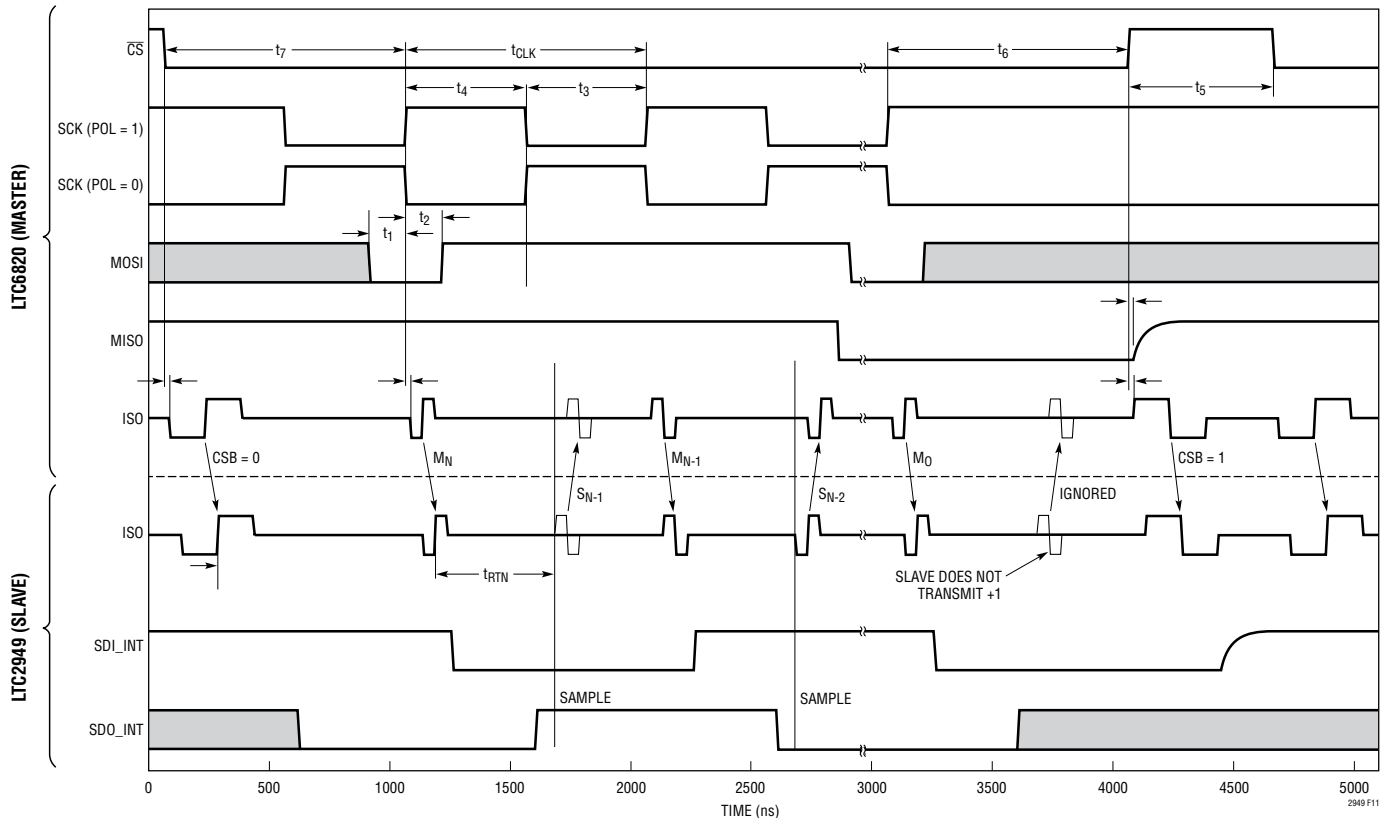 LTC6820 (MASTER)
CS
t7
tCLK
t6
t4
t3
t5
SCK (POL = 1)
SCK (POL = 0)
t2
t1
MOSI
MISO
ISO
CSB = 0
MN
SN-1
MN-1
SN-2
MO
IGNORED
CSB = 1
LTC2949 (SLAVE)
ISO
tRTN
SLAVE DOES NOT
TRANSMIT +1
SDI_INT
SAMPLE
SAMPLE
SDO_INT
0 500 1000 1500 2000 2500 3000 3500 4000 4500 5000
TIME (ns)
2949 F11